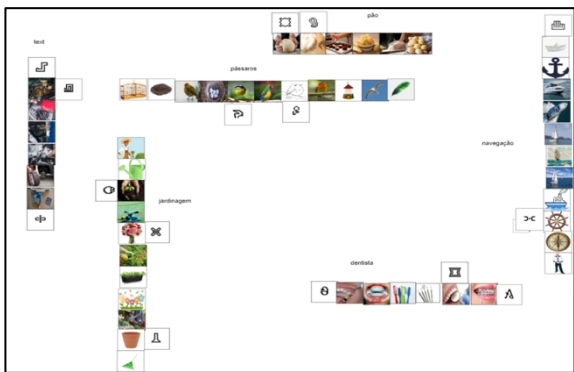 pão
text
pássaros
navegação
jardinagem
dentista